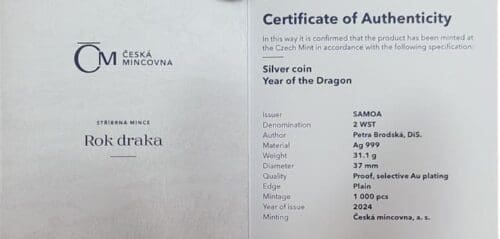 ČM ČESKÁ
MINCOVNA
STŘÍBRNÁ MINCE
Rok draka
Certificate of Authenticity
In this way it is confirmed that the product has been minted at
the Czech Mint in accordance with the following specification:
Silver coin
Year of the Dragon
Issuer SAMOA
Denomination 2 WST
Author Petra Brodská, DiS.
Material Ag 999
Weight 31.1 g
Diameter 37 mm
Quality Proof, selective Au plating
Edge Plain
Mintage 1 000 pcs
Year of issue 2024
Minting Česká mincovna, a. s.